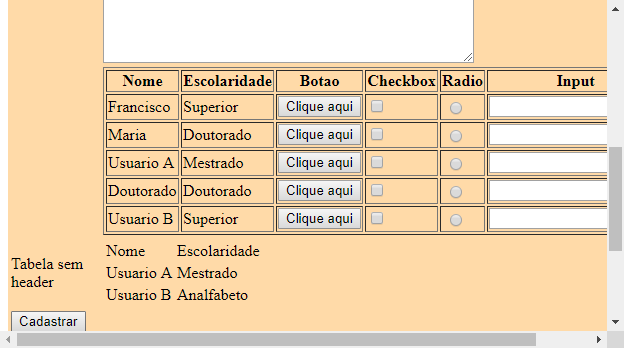 Nome Escolaridade Botao Checkbox Radio Input
Francisco Superior Clique aqui
Maria Doutorado Clique aqui
Usuario A Mestrado Clique aqui
Doutorado Doutorado Clique aqui
Usuario B Superior Clique aqui
Tabela sem
header
Nome Escolaridade
Usuario A Mestrado
Usuario B Analfabeto
Cadastrar